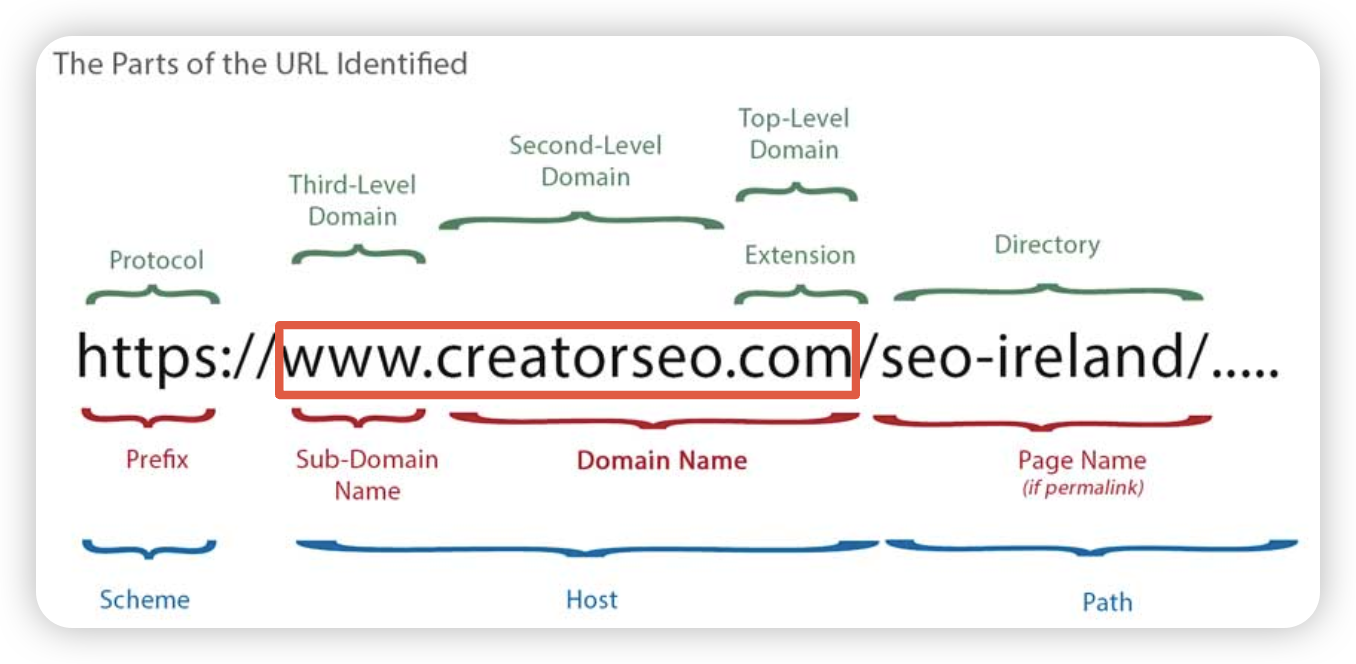 The Parts of the URL Identified
Top-Level
Domain
Second-Level
Domain
Third-Level
Domain
Protocol
Extension
Directory
https://www.creatorseo.com/seo-ireland/.....
Prefix
Sub-Domain
Name
Domain Name
Page Name
(if permalink)
Scheme
Host
Path